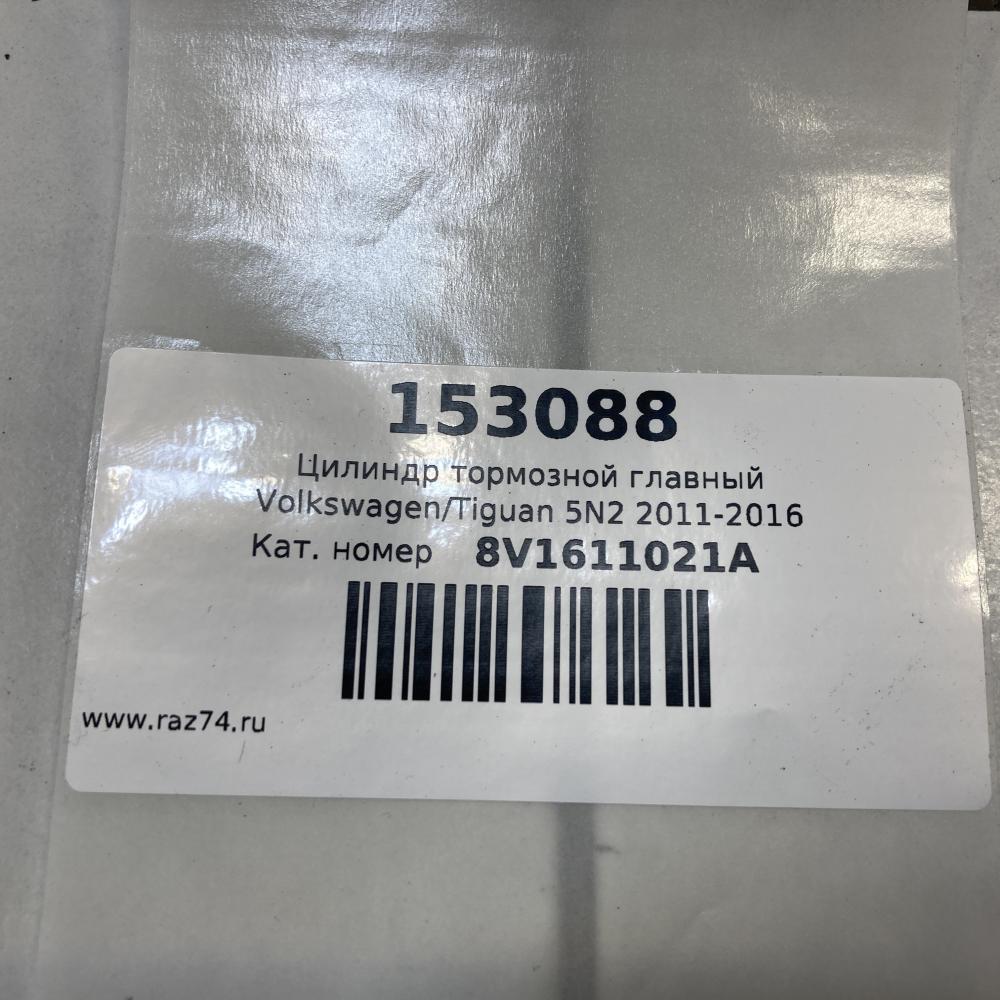 153088
Цилиндр тормозной главный
Volkswagen/Tiguan 5N2 2011-2016
Кат. номер 8V1611021A
www.raz74.ru